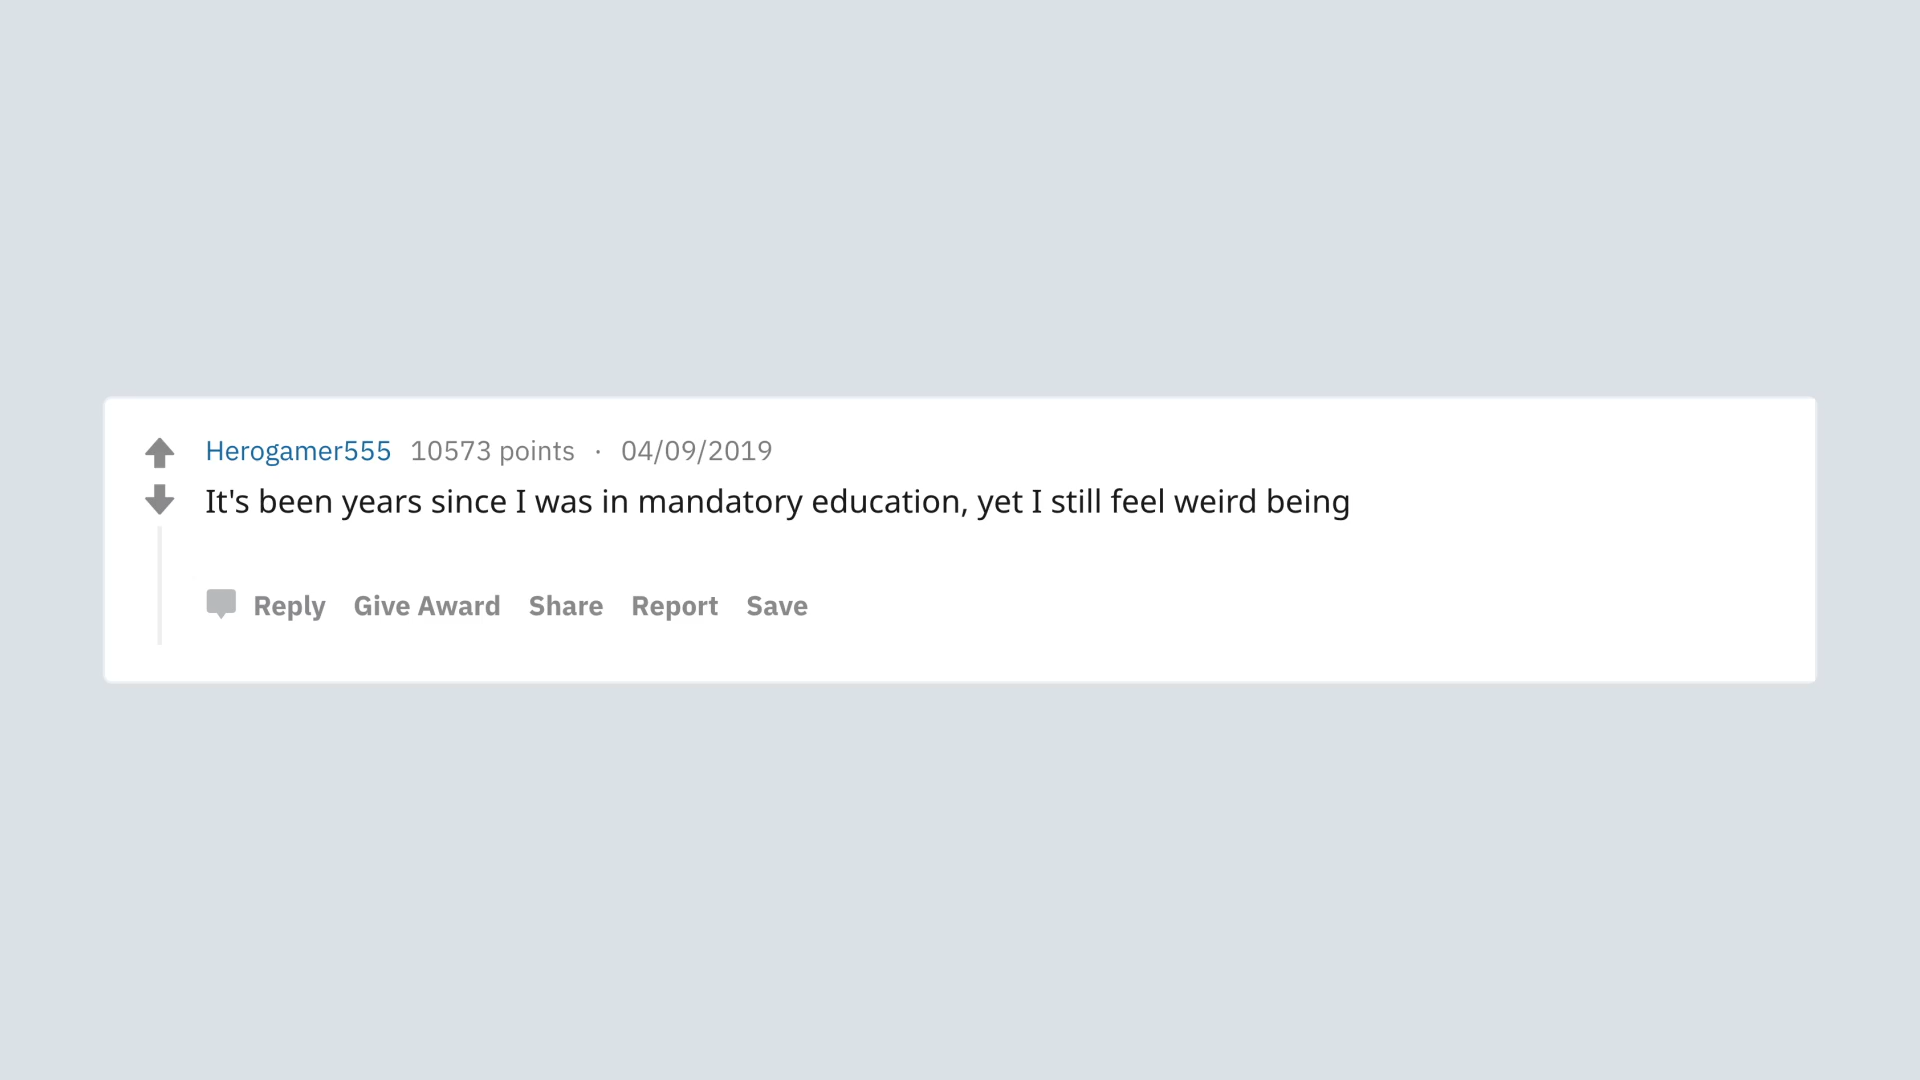 Herogamer555 10573 points · 04/09/2019
It's been years since I was in mandatory education, yet I still feel weird being
Reply Give Award Share Report Save